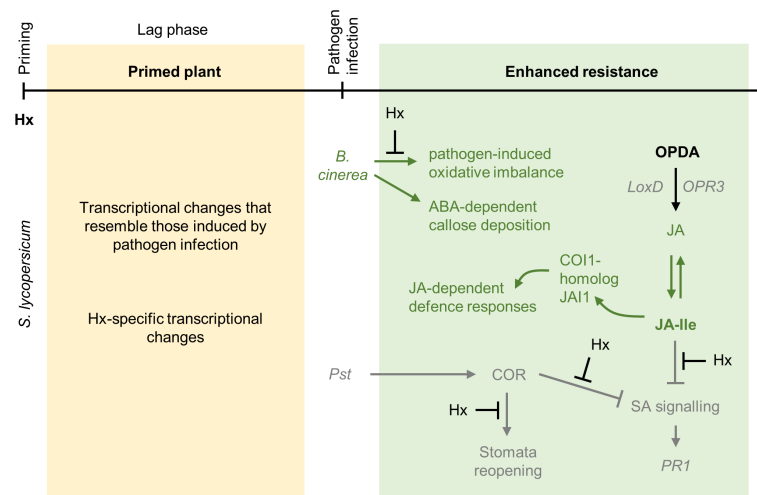 Priming
Lag phase
Pathogen
infection
Primed plant
Enhanced resistance
Hx
S. lycopersicum
Transcriptional changes that
resemble those induced by
pathogen infection
Hx-specific transcriptional
changes
Hx
B.
cinerea
pathogen-induced
oxidative imbalance
ABA-dependent
callose deposition
OPDA
LoxD
OPR3
JA
COI1-
homolog
JAI1
JA-dependent
defence responses
JA-Ile
Hx
Hx
Pst
COR
SA signalling
Hx
Stomata
reopening
PR1